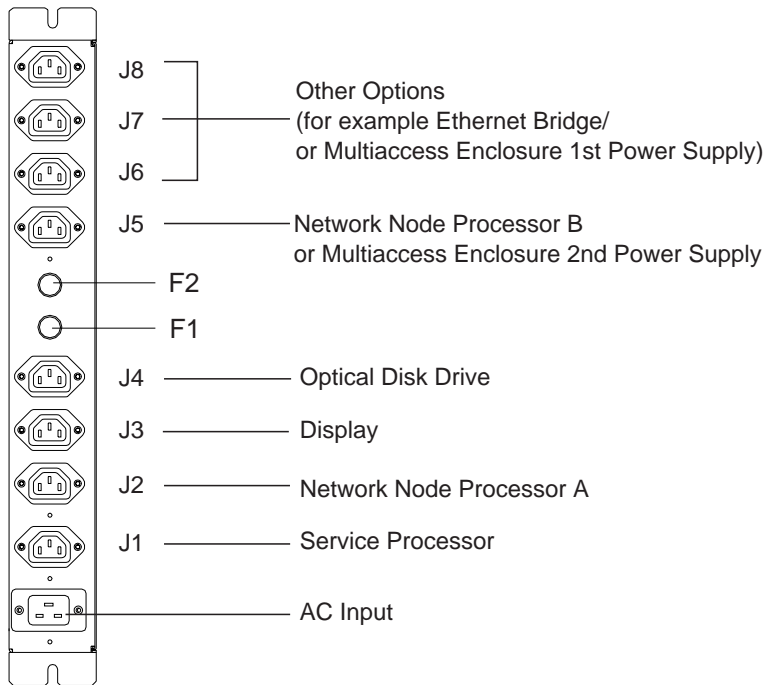 J8
J7
J6
Other Options
(for example Ethernet Bridge/
or Multiaccess Enclosure 1st Power Supply)
J5
Network Node Processor B
or Multiaccess Enclosure 2nd Power Supply
F2
F1
J4
Optical Disk Drive
J3
Display
J2
Network Node Processor A
J1
Service Processor
AC Input